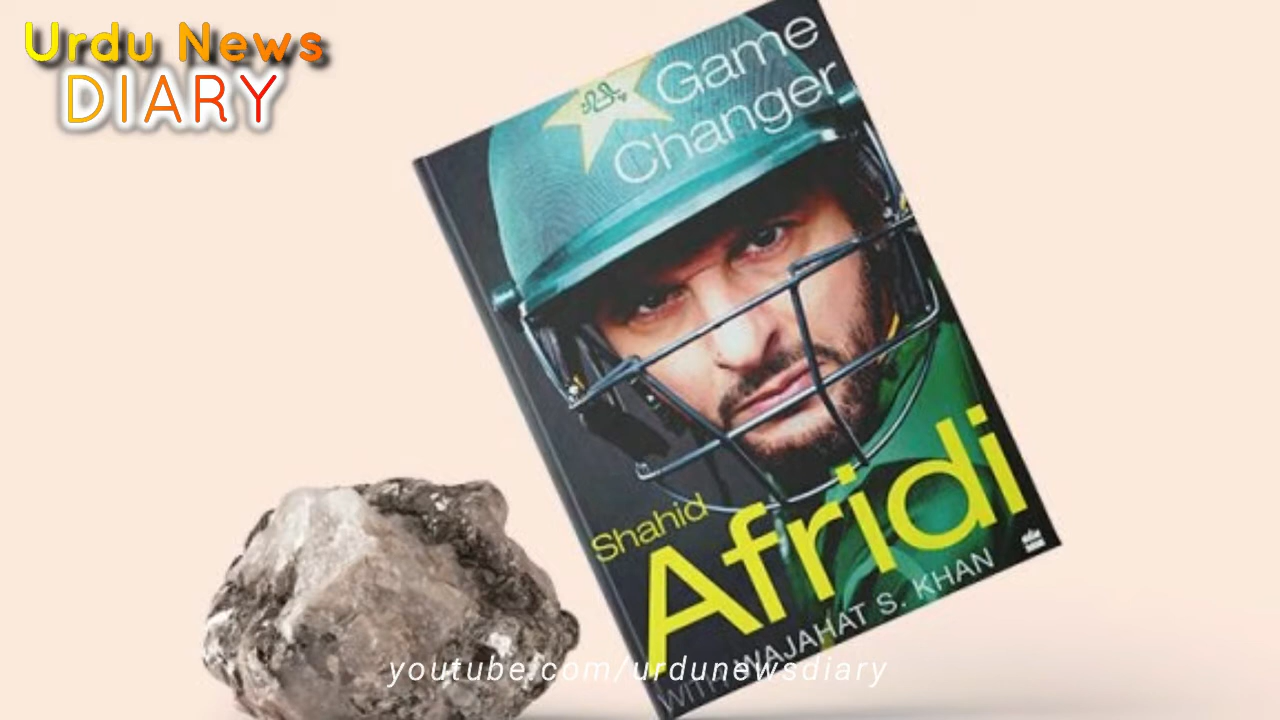 Urdu News
DIARY
Game
Changer
Shahid
Afridi
WITH WAJAHAT S. KHAN
youtube.com/urdunewsdiary